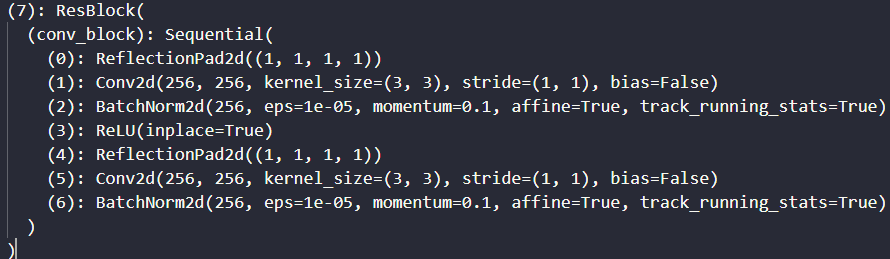 (7): ResBlock(
  (conv_block): Sequential(
    (0): ReflectionPad2d((1, 1, 1, 1))
    (1): Conv2d(256, 256, kernel_size=(3, 3), stride=(1, 1), bias=False)
    (2): BatchNorm2d(256, eps=1e-05, momentum=0.1, affine=True, track_running_stats=True)
    (3): ReLU(inplace=True)
    (4): ReflectionPad2d((1, 1, 1, 1))
    (5): Conv2d(256, 256, kernel_size=(3, 3), stride=(1, 1), bias=False)
    (6): BatchNorm2d(256, eps=1e-05, momentum=0.1, affine=True, track_running_stats=True)
  )
)